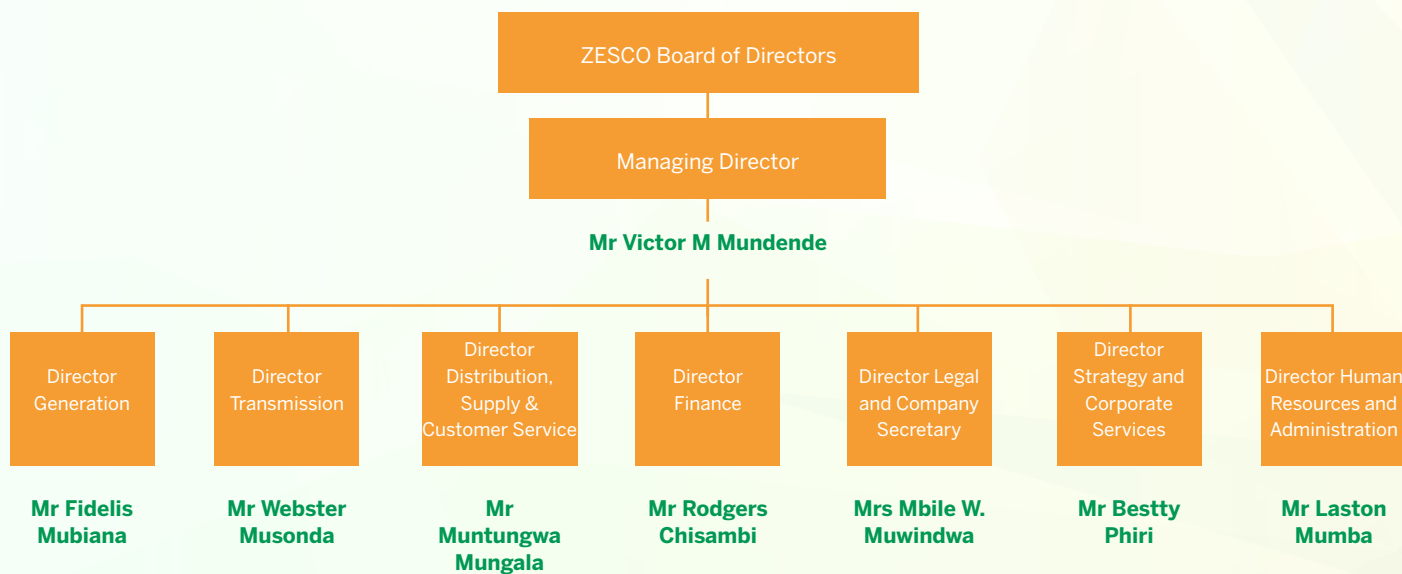 ZESCO Board of Directors
Managing Director
Mr Victor M Mundende
Director
Generation
Director
Transmission
Director
Distribution,
Supply &
Customer Service
Director
Finance
Director Legal
and Company
Secretary
Director
Strategy and
Corporate
Services
Director Human
Resources and
Administration
Mr Fidelis
Mubiana
Mr Webster
Musonda
Mr
Muntungwa
Mungala
Mr Rodgers
Chisambi
Mrs Mbile W.
Muwindwa
Mr Bestty
Phiri
Mr Laston
Mumba